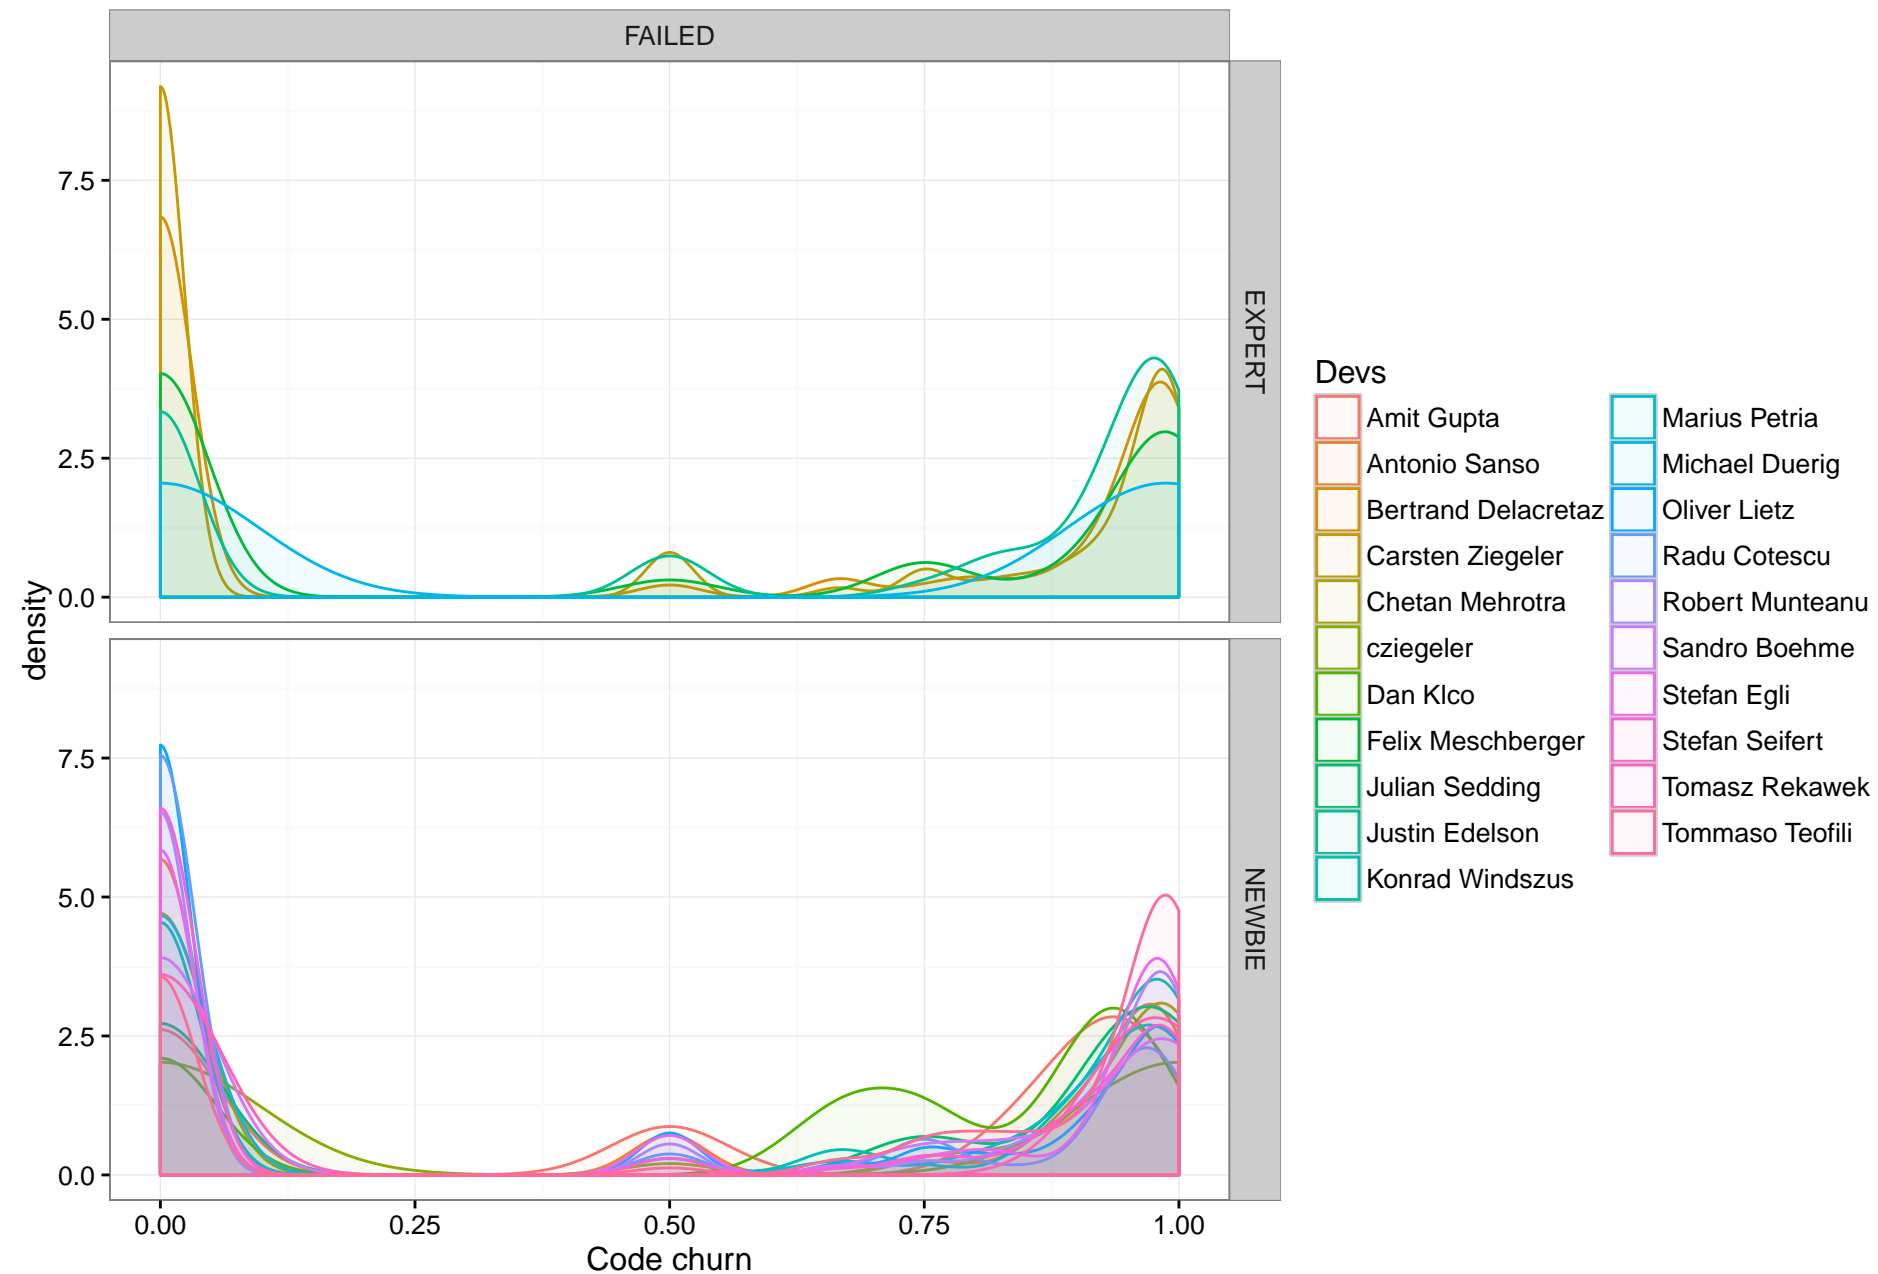 FAILED
EXPERT
7.5
5.0
2.5
0.0
density
NEWBIE
7.5
5.0
2.5
0.0
0.00 0.25 0.50 0.75 1.00
Code churn
Devs
Amit Gupta
Antonio Sanso
Bertrand Delacretaz
Carsten Ziegeler
Chetan Mehrotra
cziegeler
Dan Klco
Felix Meschberger
Julian Sedding
Justin Edelson
Konrad Windszus
Marius Petria
Michael Duerig
Oliver Lietz
Radu Cotescu
Robert Munteanu
Sandro Boehme
Stefan Egli
Stefan Seifert
Tomasz Rekawek
Tommaso Teofili